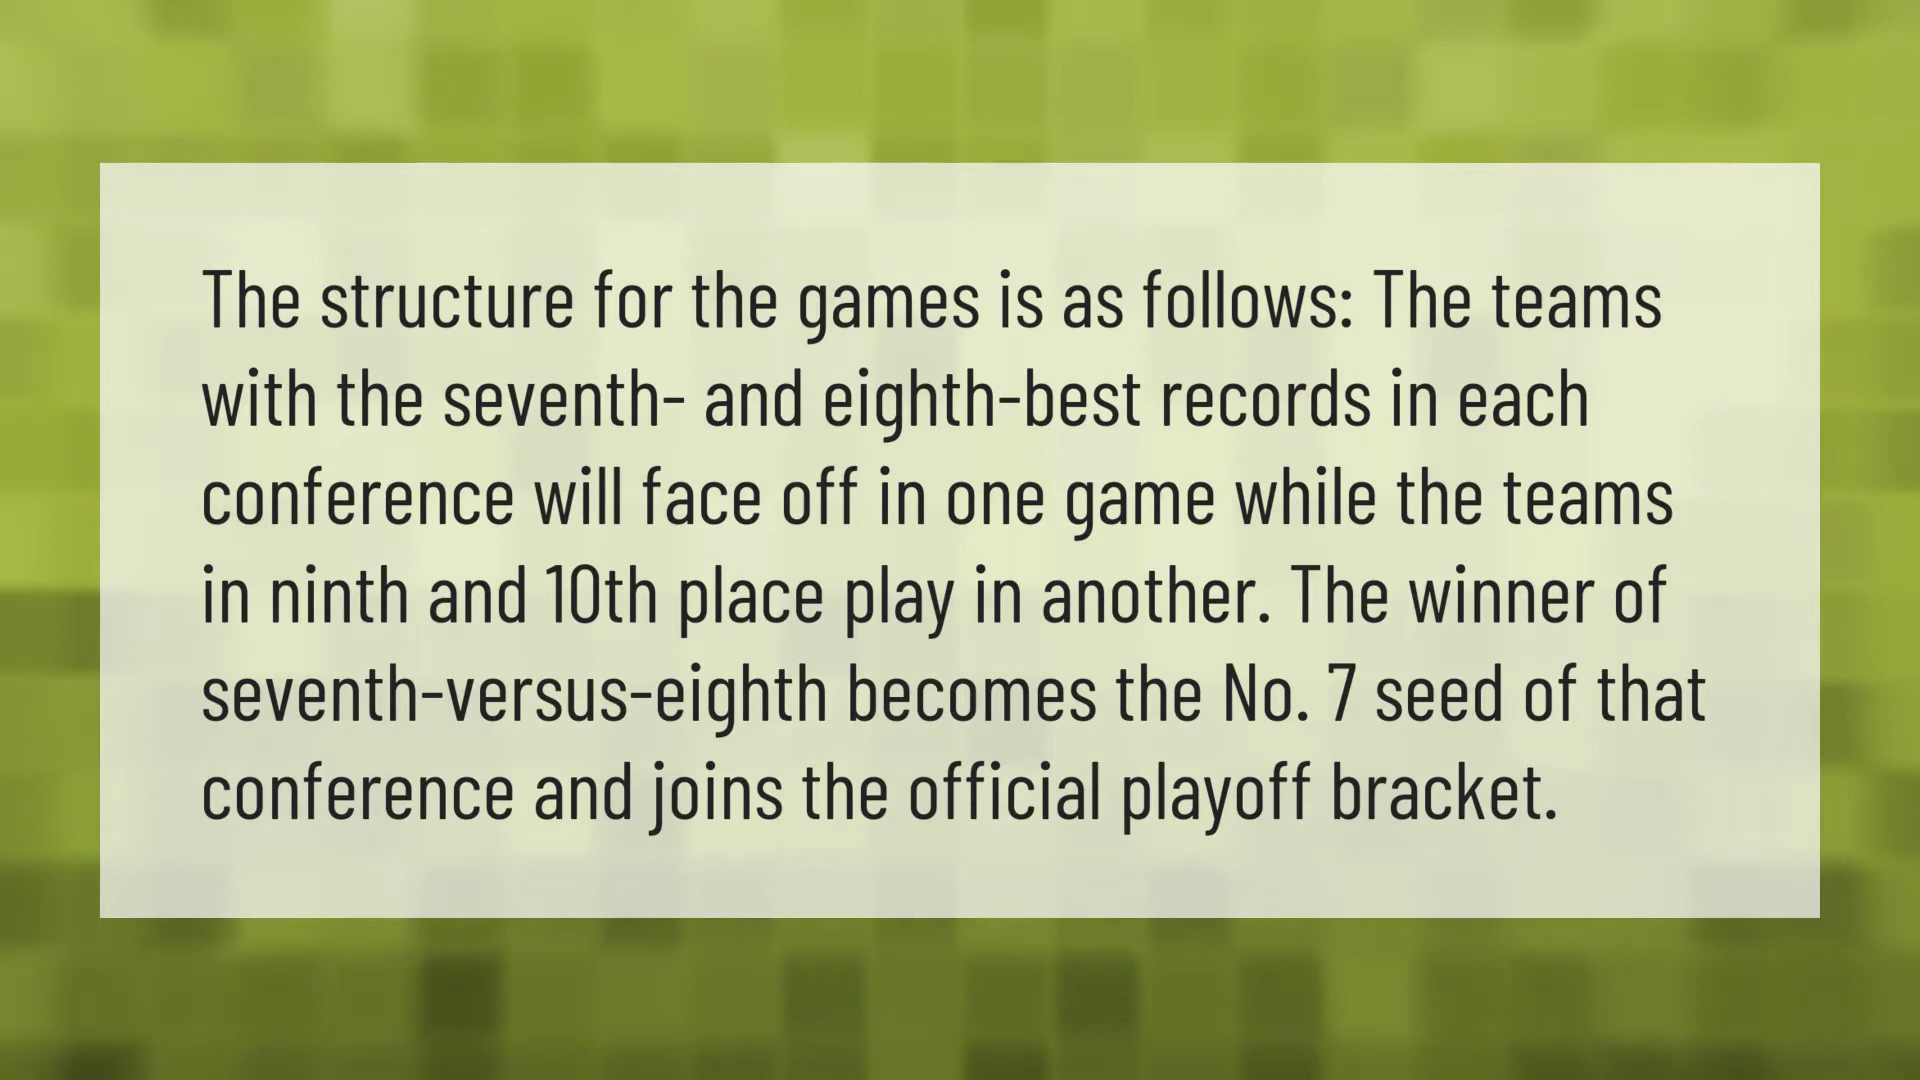 The structure for the games is as follows: The teams
with the seventh- and eighth-best records in each
conference will face off in one game while the teams
in ninth and 10th place play in another. The winner of
seventh-versus-eighth becomes the No. 7 seed of that
conference and joins the official playoff bracket.